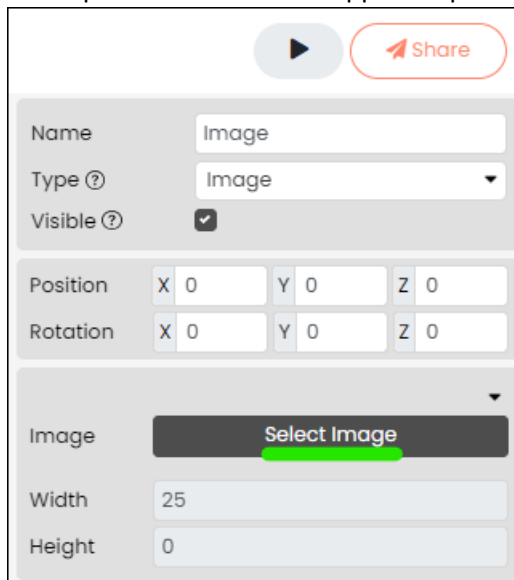 Share
Name Image
Type ? Image
Visible ?
Position X 0 Y 0 Z 0
Rotation X 0 Y 0 Z 0
Image Select Image
Width 25
Height 0